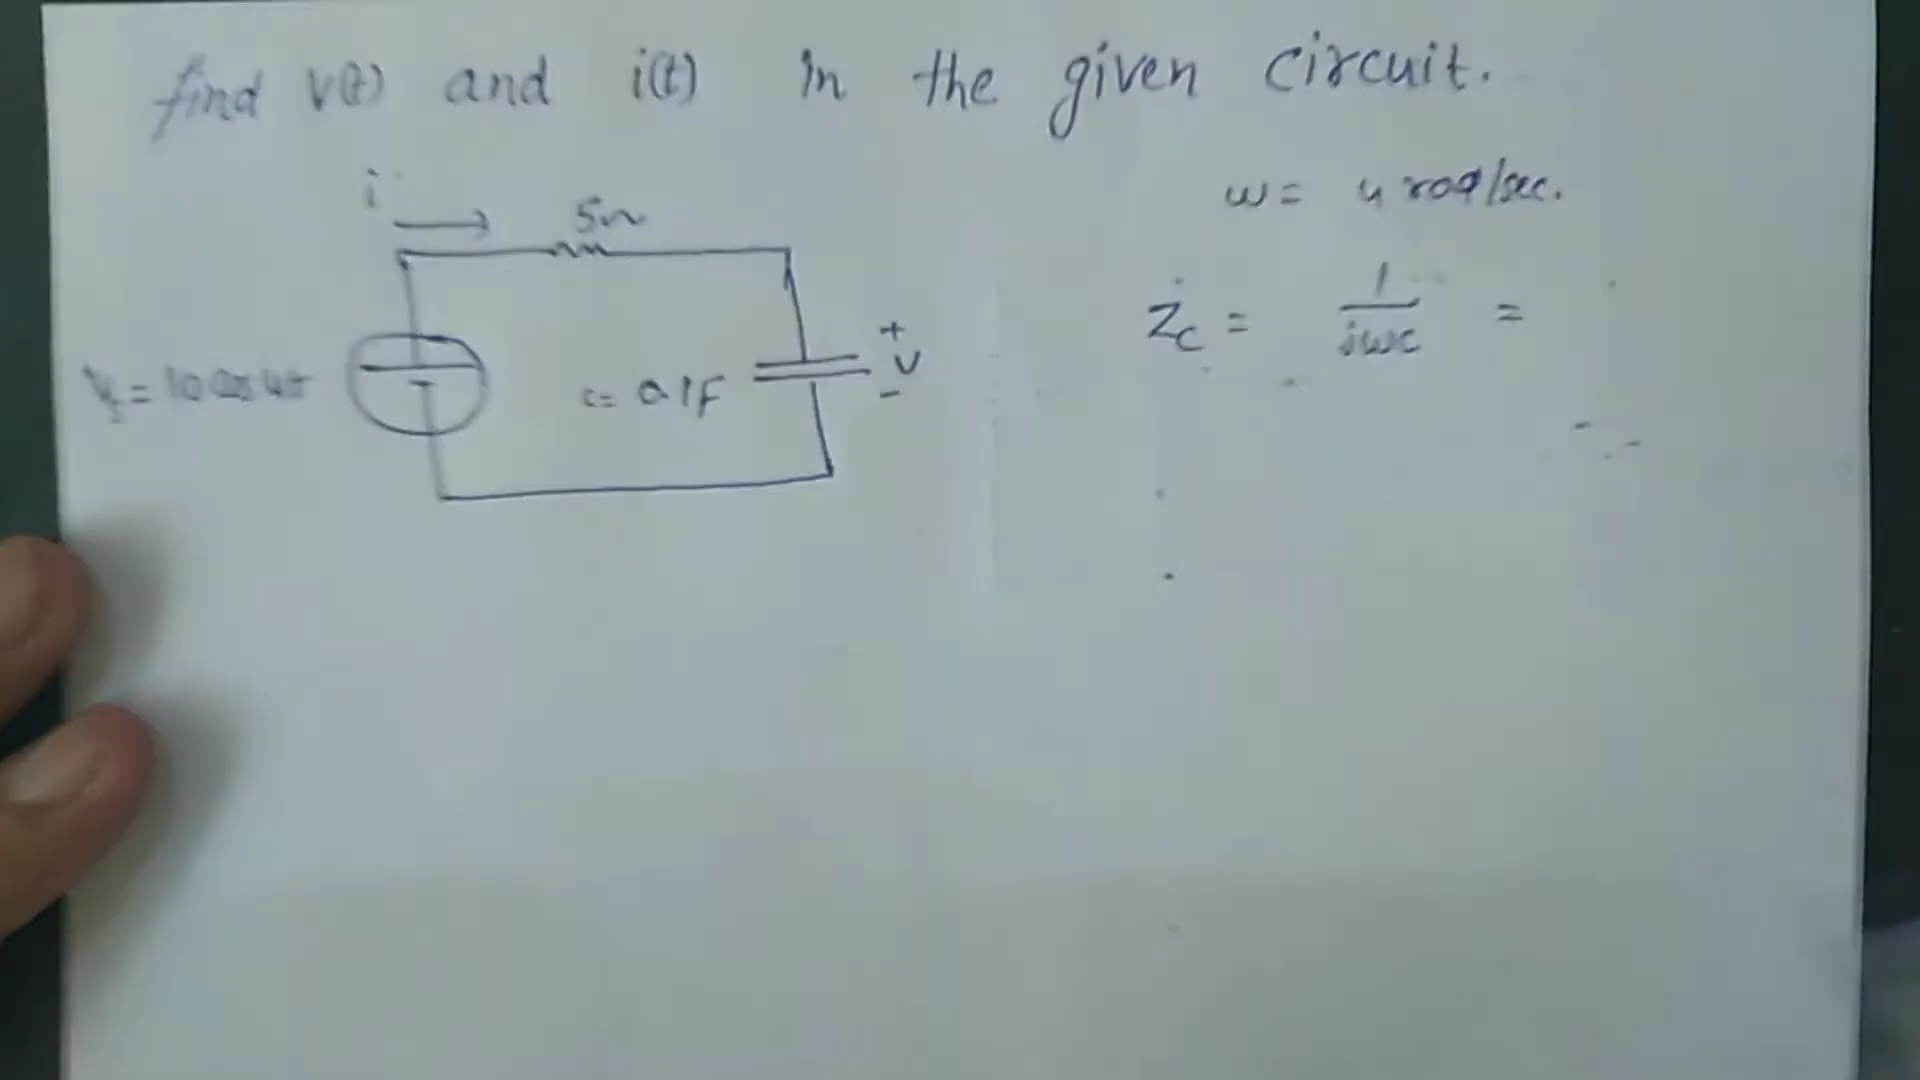 find v(t) and i(t) in the given circuit.
ω = 4 rad/sec.
i
5Ω
Zc = 1/jωc =
Vs = 10 cos 4t
c = 0.1F
+
V
-